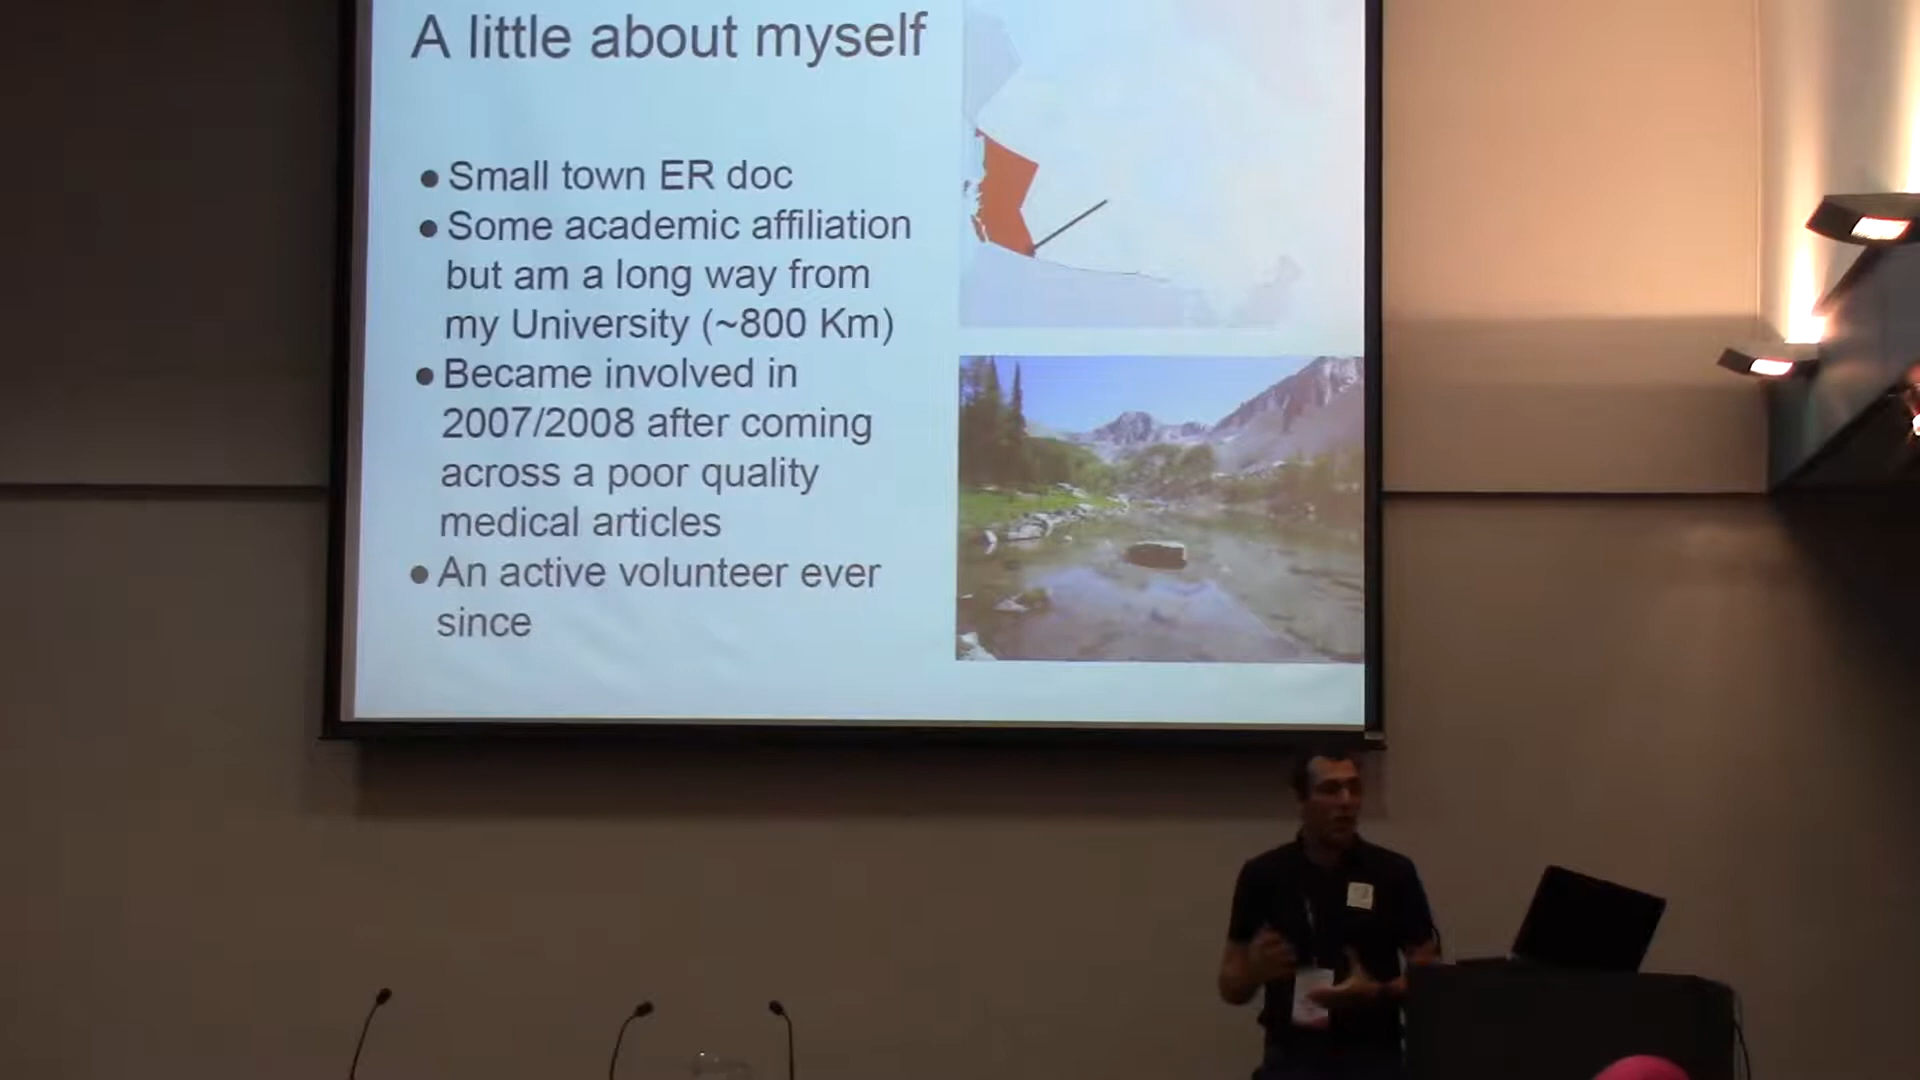 A little about myself
● Small town ER doc
● Some academic affiliation
but am a long way from
my University (~800 Km)
● Became involved in
2007/2008 after coming
across a poor quality
medical articles
● An active volunteer ever
since